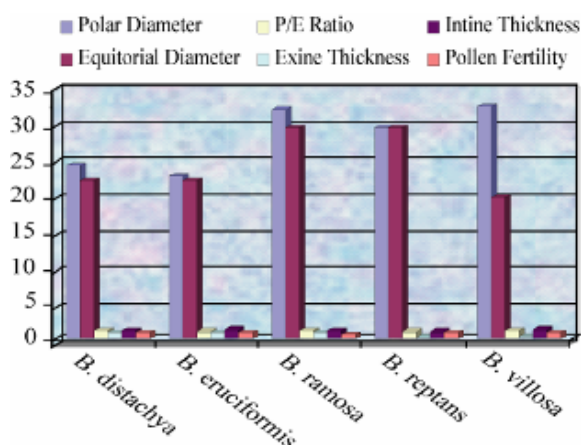 Polar Diameter P/E Ratio Intine Thickness
Equitorial Diameter Exine Thickness Pollen Fertility
35
30
25
20
15
10
5
0
B. distachya B. eruciformis B. ramosa B. reptans B. villosa